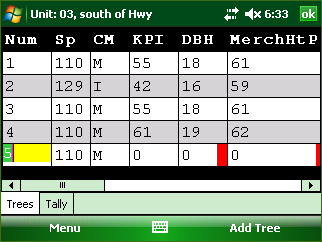 Unit: 03, south of Hwy 6:33 ok
Num Sp CM KPI DBH MerchHt P
1 110 M 55 18 61
2 129 I 42 16 59
3 110 M 55 18 61
4 110 M 61 19 62
5 110 M 0 0 0
Trees Tally
Menu Add Tree